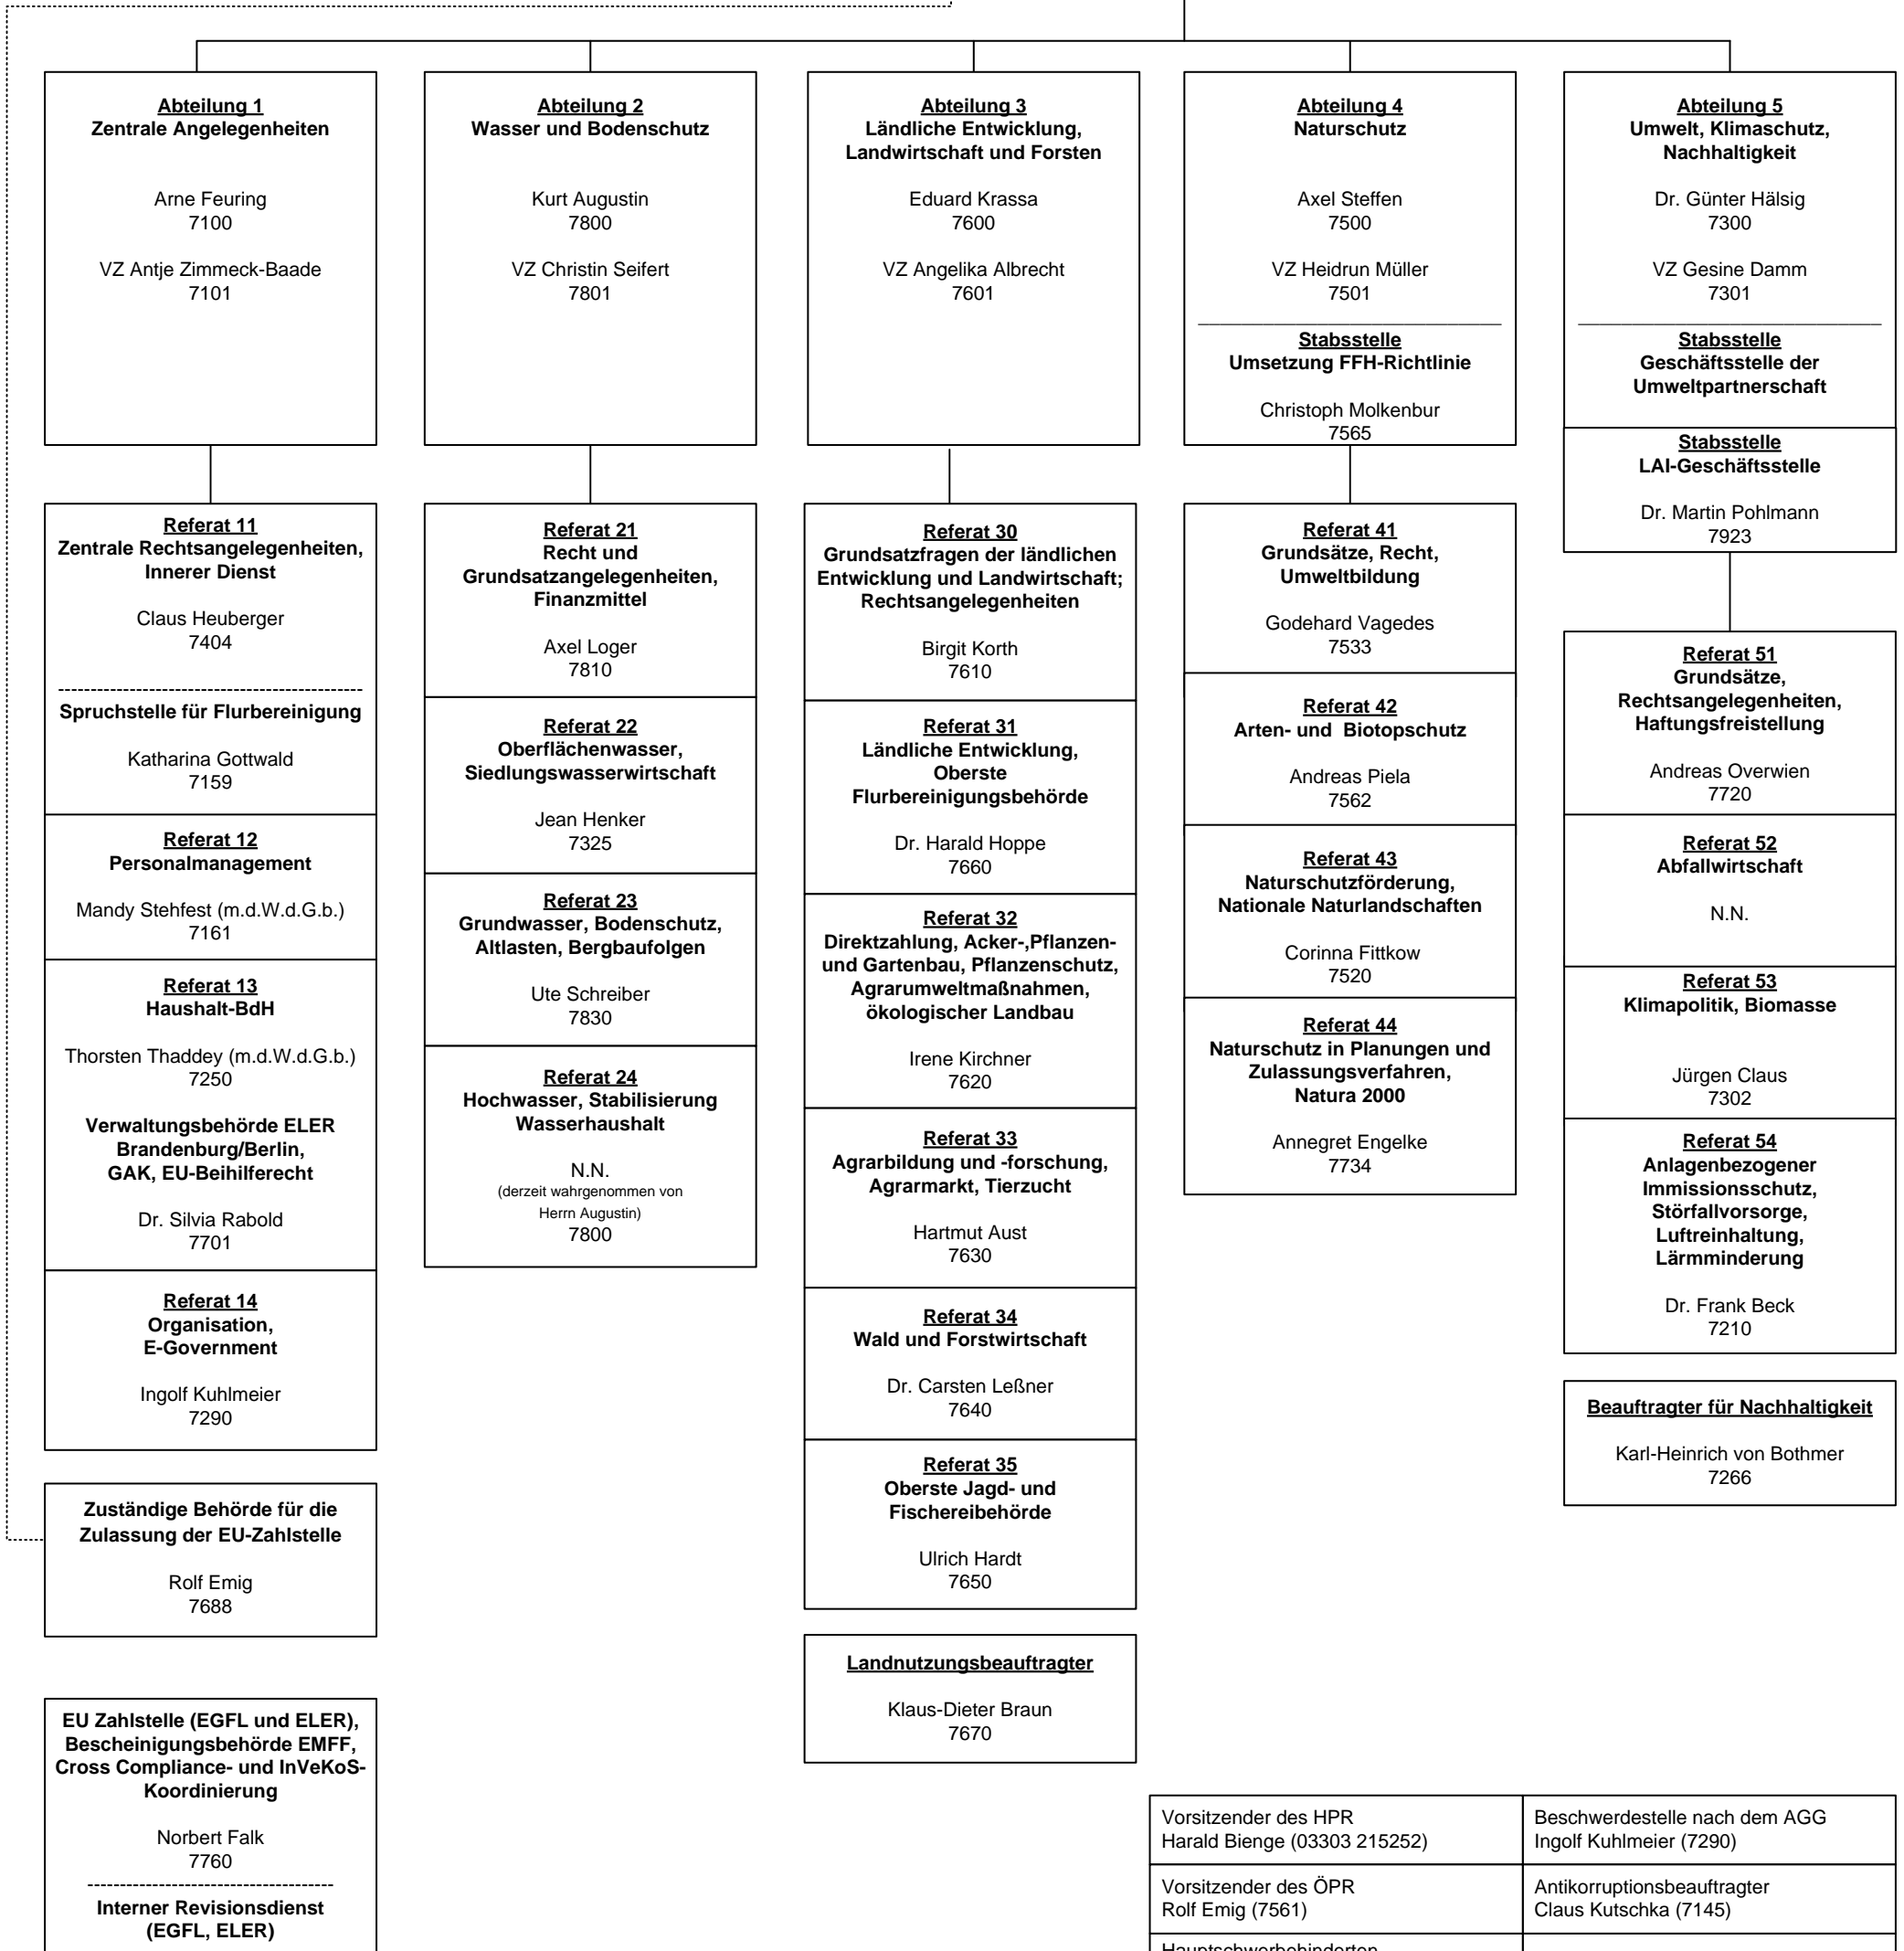 Abteilung 1
Zentrale Angelegenheiten
Arne Feuring
7100
VZ Antje Zimmeck-Baade
7101
Abteilung 2
Wasser und Bodenschutz
Kurt Augustin
7800
VZ Christin Seifert
7801
Abteilung 3
Ländliche Entwicklung,
Landwirtschaft und Forsten
Eduard Krassa
7600
VZ Angelika Albrecht
7601
Abteilung 4
Naturschutz
Axel Steffen
7500
VZ Heidrun Müller
7501
Stabsstelle
Umsetzung FFH-Richtlinie
Christoph Molkenbur
7565
Abteilung 5
Umwelt, Klimaschutz,
Nachhaltigkeit
Dr. Günter Hälsig
7300
VZ Gesine Damm
7301
Stabsstelle
Geschäftsstelle der
Umweltpartnerschaft
Stabsstelle
LAI-Geschäftsstelle
Dr. Martin Pohlmann
7923
Referat 11
Zentrale Rechtsangelegenheiten,
Innerer Dienst
Claus Heuberger
7404
Spruchstelle für Flurbereinigung
Katharina Gottwald
7159
Referat 12
Personalmanagement
Mandy Stehfest (m.d.W.d.G.b.)
7161
Referat 13
Haushalt-BdH
Thorsten Thaddey (m.d.W.d.G.b.)
7250
Verwaltungsbehörde ELER
Brandenburg/Berlin,
GAK, EU-Beihilferecht
Dr. Silvia Rabold
7701
Referat 14
Organisation,
E-Government
Ingolf Kuhlmeier
7290
Zuständige Behörde für die
Zulassung der EU-Zahlstelle
Rolf Emig
7688
EU Zahlstelle (EGFL und ELER),
Bescheinigungsbehörde EMFF,
Cross Compliance- und InVeKoS-
Koordinierung
Norbert Falk
7760
Interner Revisionsdienst
(EGFL, ELER)
Referat 21
Recht und
Grundsatzangelegenheiten,
Finanzmittel
Axel Loger
7810
Referat 22
Oberflächenwasser,
Siedlungswasserwirtschaft
Jean Henker
7325
Referat 23
Grundwasser, Bodenschutz,
Altlasten, Bergbaufolgen
Ute Schreiber
7830
Referat 24
Hochwasser, Stabilisierung
Wasserhaushalt
N.N.
(derzeit wahrgenommen von
Herrn Augustin)
7800
Referat 30
Grundsatzfragen der ländlichen
Entwicklung und Landwirtschaft;
Rechtsangelegenheiten
Birgit Korth
7610
Referat 31
Ländliche Entwicklung,
Oberste
Flurbereinigungsbehörde
Dr. Harald Hoppe
7660
Referat 32
Direktzahlung, Acker-,Pflanzen-
und Gartenbau, Pflanzenschutz,
Agrarumweltmaßnahmen,
ökologischer Landbau
Irene Kirchner
7620
Referat 33
Agrarbildung und -forschung,
Agrarmarkt, Tierzucht
Hartmut Aust
7630
Referat 34
Wald und Forstwirtschaft
Dr. Carsten Leßner
7640
Referat 35
Oberste Jagd- und
Fischereibehörde
Ulrich Hardt
7650
Landnutzungsbeauftragter
Klaus-Dieter Braun
7670
Referat 41
Grundsätze, Recht,
Umweltbildung
Godehard Vagedes
7533
Referat 42
Arten- und Biotopschutz
Andreas Piela
7562
Referat 43
Naturschutzförderung,
Nationale Naturlandschaften
Corinna Fittkow
7520
Referat 44
Naturschutz in Planungen und
Zulassungsverfahren,
Natura 2000
Annegret Engelke
7734
Referat 51
Grundsätze,
Rechtsangelegenheiten,
Haftungsfreistellung
Andreas Overwien
7720
Referat 52
Abfallwirtschaft
N.N.
Referat 53
Klimapolitik, Biomasse
Jürgen Claus
7302
Referat 54
Anlagenbezogener
Immissionsschutz,
Störfallvorsorge,
Luftreinhaltung,
Lärmminderung
Dr. Frank Beck
7210
Beauftragter für Nachhaltigkeit
Karl-Heinrich von Bothmer
7266
Vorsitzender des HPR
Harald Bienge (03303 215252)
Beschwerdestelle nach dem AGG
Ingolf Kuhlmeier (7290)
Vorsitzender des ÖPR
Rolf Emig (7561)
Antikorruptionsbeauftragter
Claus Kutschka (7145)
Hauptschwerbehinderten